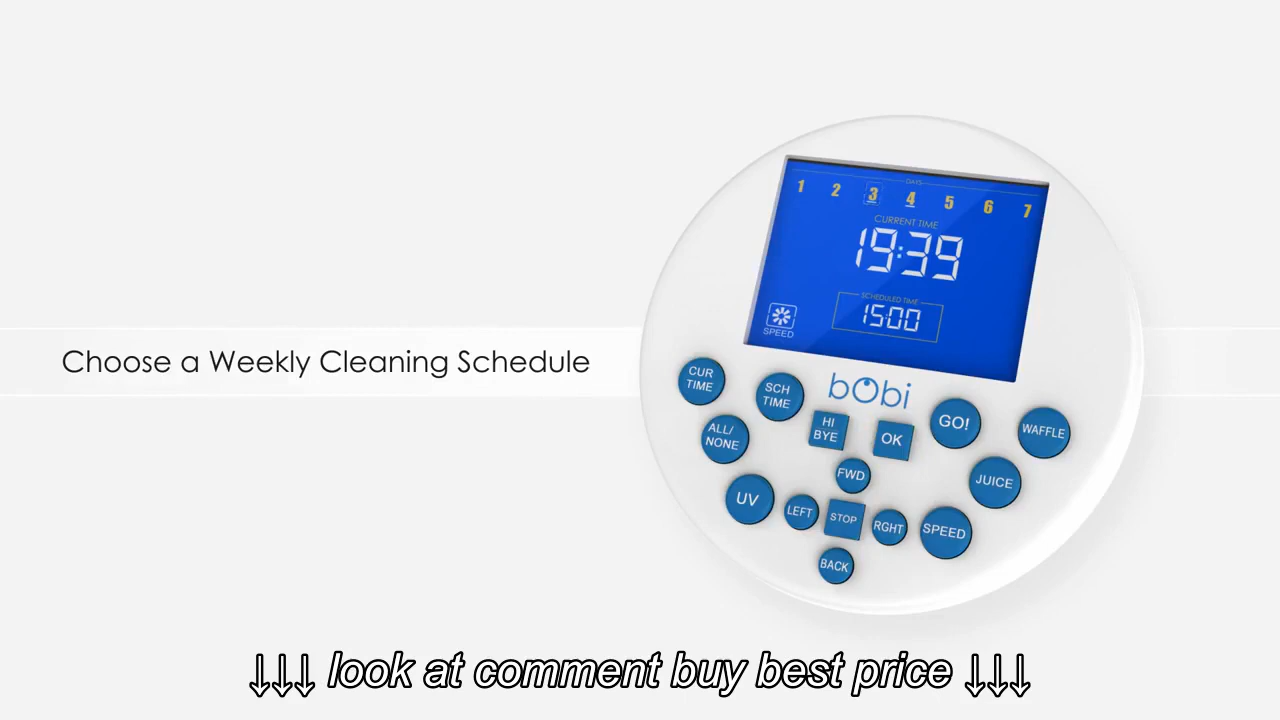 DAYS
1 2 3 4 5 6 7
CURRENT TIME
19:39
SCHEDULED TIME
15:00
SPEED
Choose a Weekly Cleaning Schedule
bObi
CUR
TIME
SCH
TIME
HI
BYE
OK
GO!
WAFFLE
ALL/
NONE
FWD
JUICE
UV
LEFT
STOP
RGHT
SPEED
BACK
↓↓↓ look at comment buy best price ↓↓↓